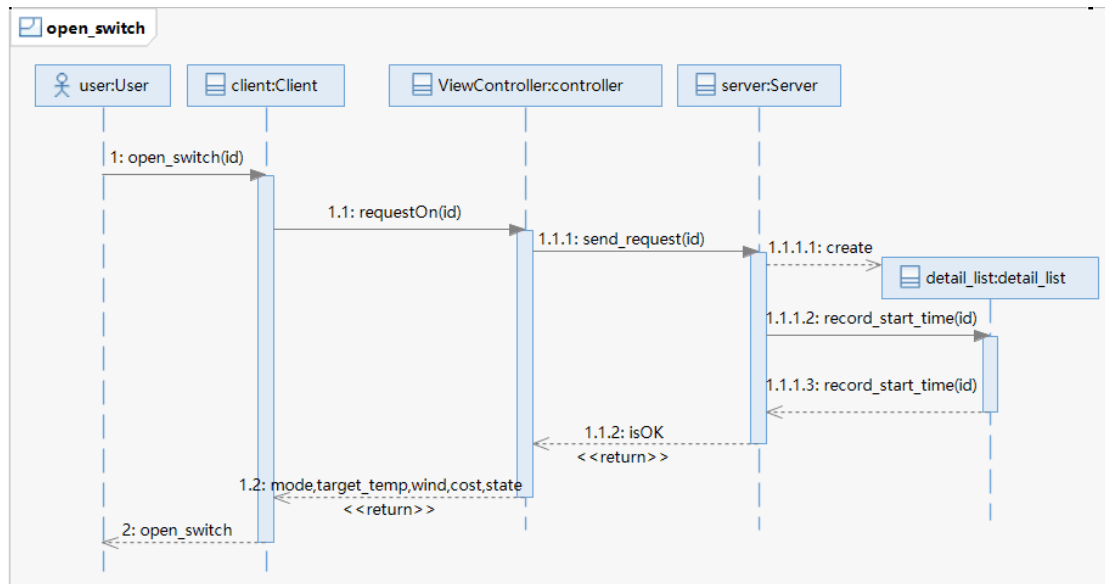 open_switch
user:User
client:Client
ViewController:controller
server:Server
1: open_switch(id)
1.1: requestOn(id)
1.1.1: send_request(id)
1.1.1.1: create
detail_list:detail_list
1.1.1.2: record_start_time(id)
1.1.1.3: record_start_time(id)
1.1.2: isOK
<<return>>
1.2: mode,target_temp,wind,cost,state
<<return>>
2: open_switch